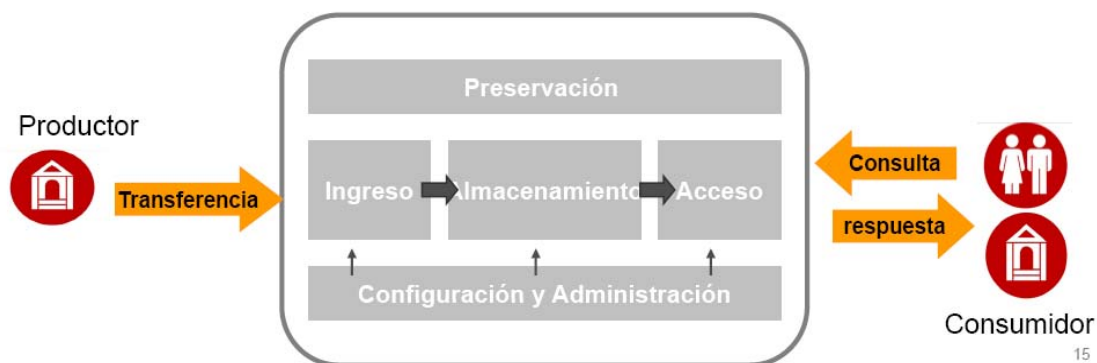 Preservación
Productor
Transferencia
Ingreso
Almacenamiento
Acceso
Consulta
respuesta
Configuración y Administración
Consumidor
15